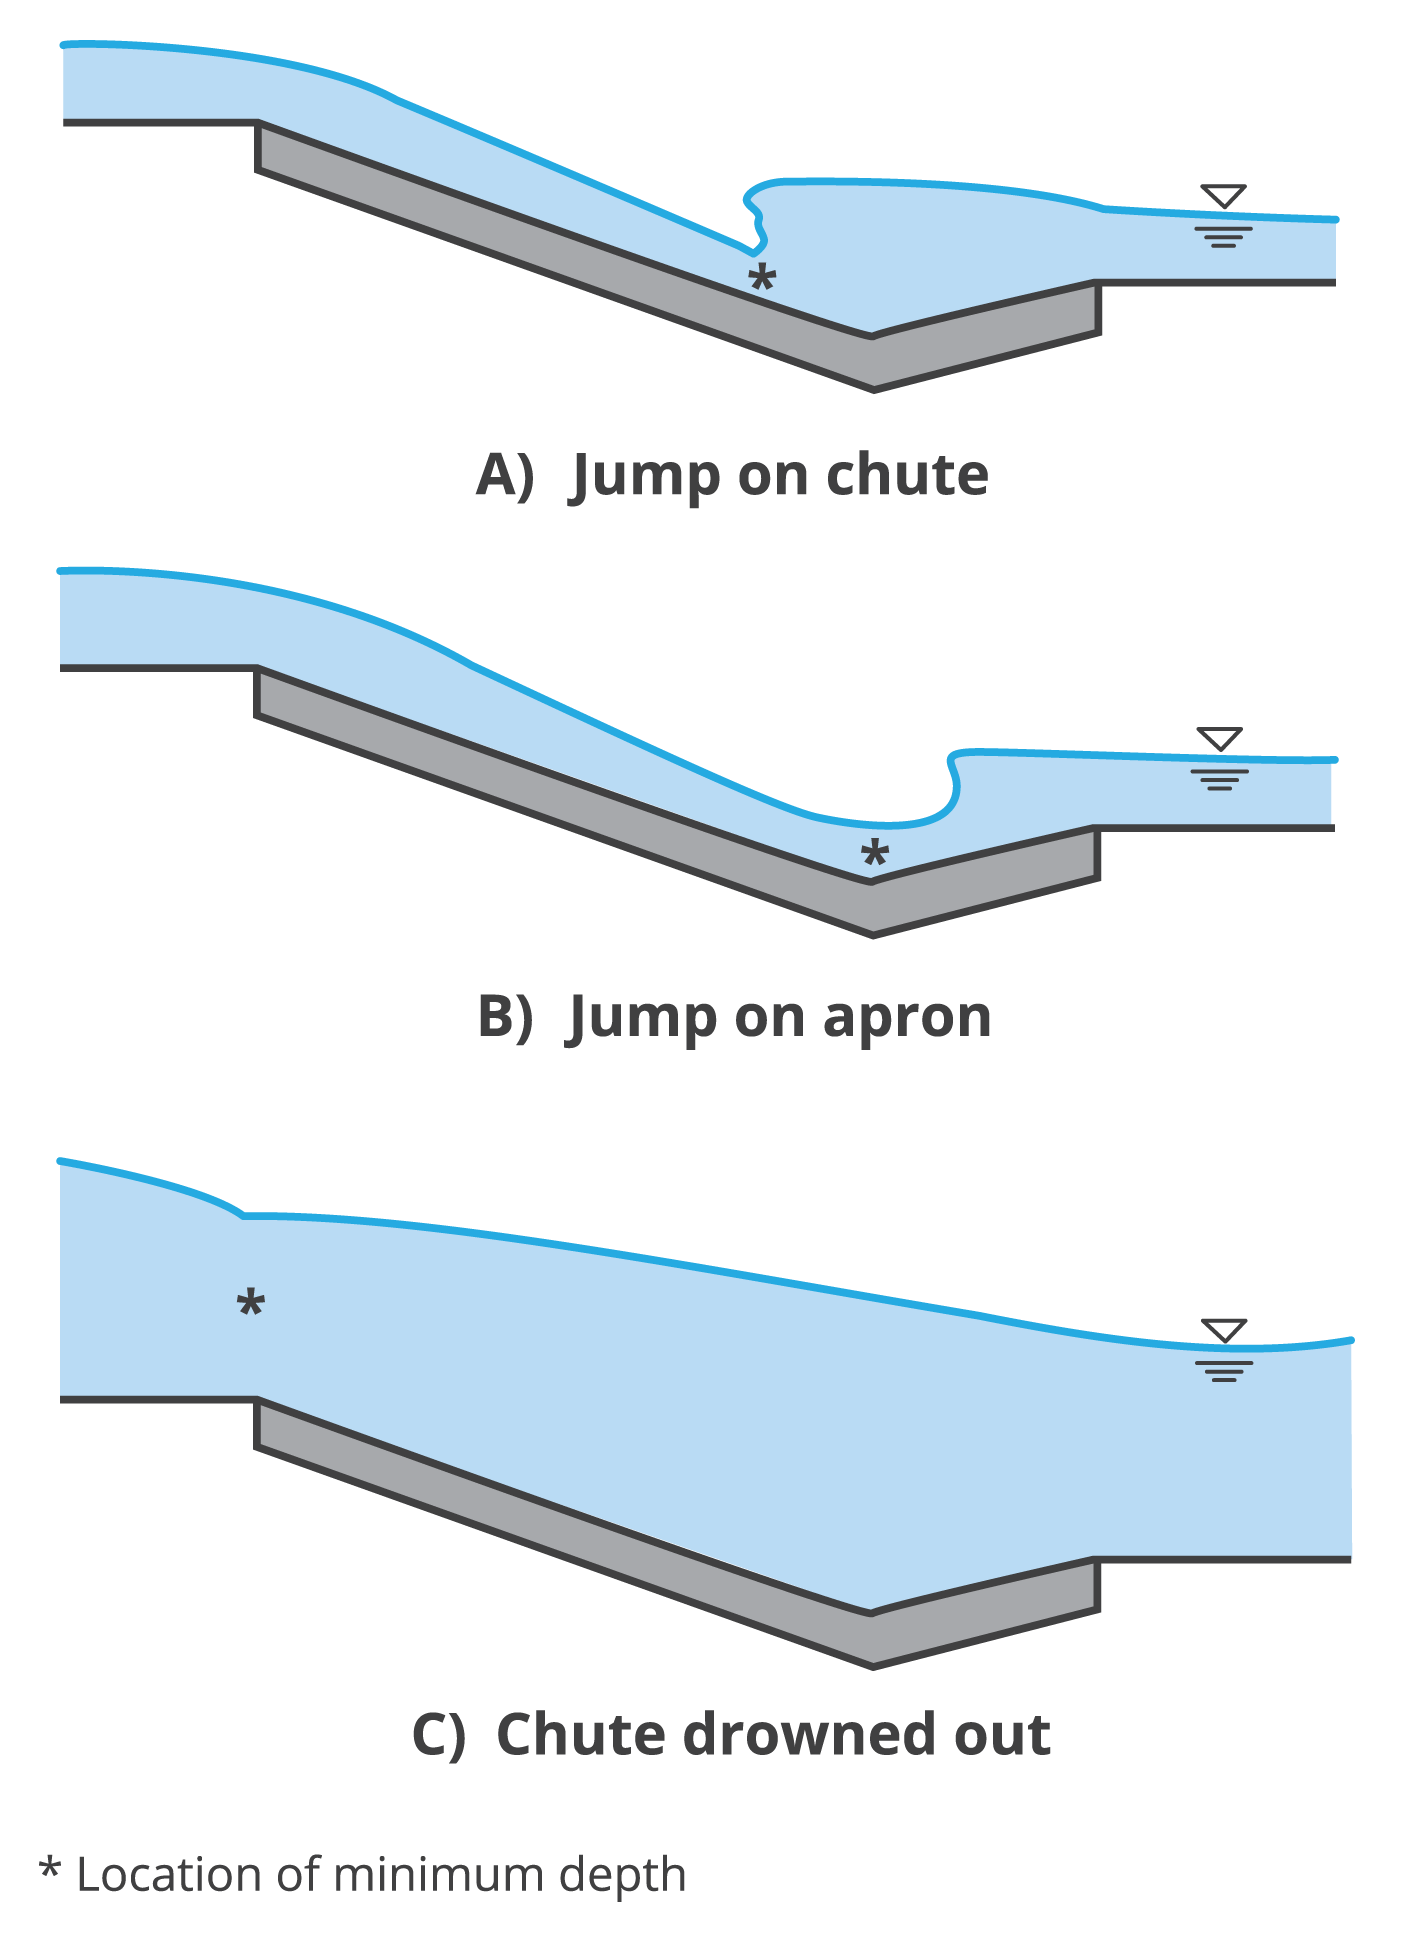 *
A) Jump on chute
*
B) Jump on apron
*
C) Chute drowned out
* Location of minimum depth